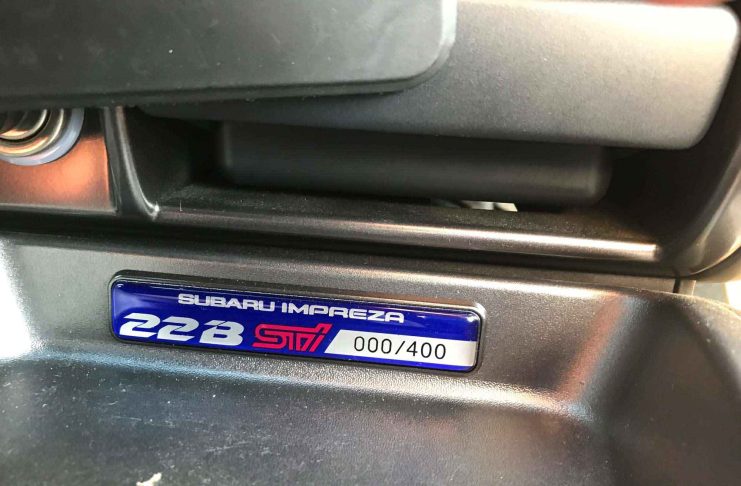 SUBARU IMPREZA
22B STi 000/400